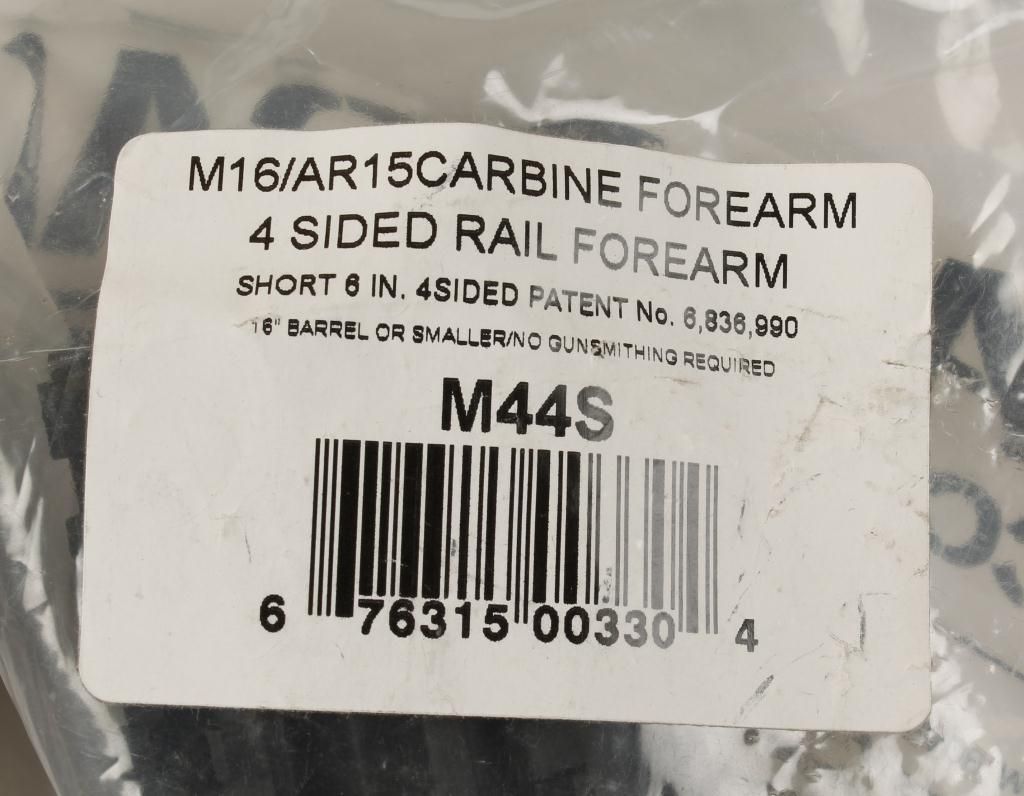 M16/AR15CARBINE FOREARM
4 SIDED RAIL FOREARM
SHORT 6 IN. 4SIDED PATENT No. 6,836,990
16" BARREL OR SMALLER/NO GUNSMITHING REQUIRED
M44S
6 76315 00330 4